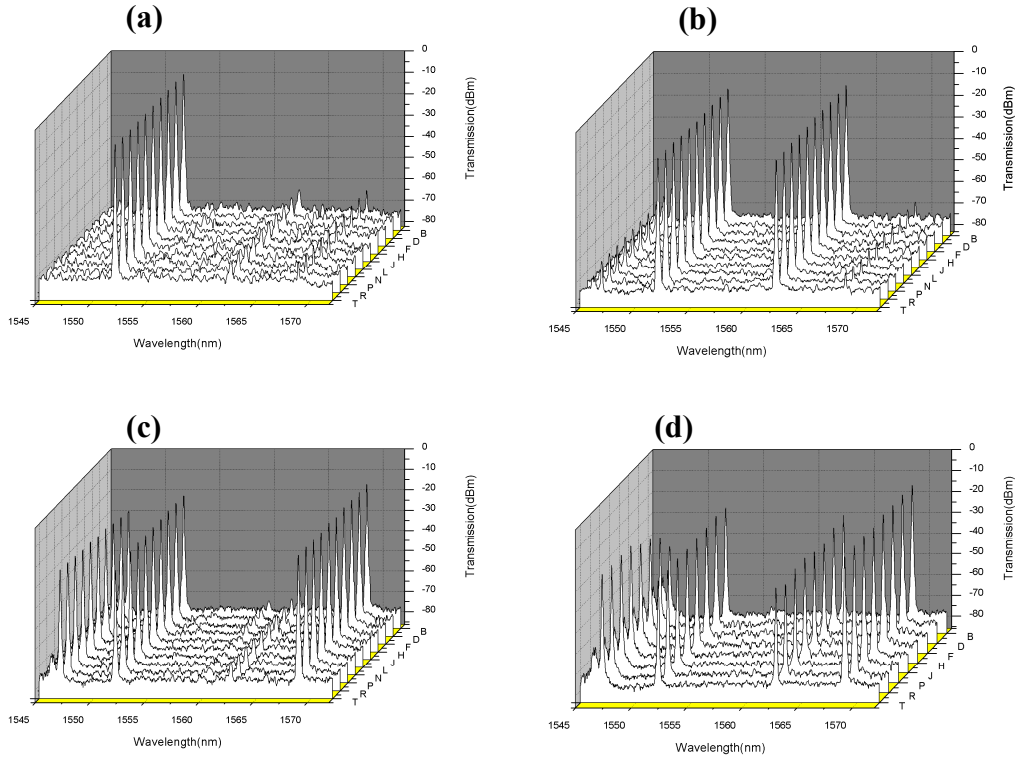 (a)
0
-10
-20
-30
-40
-50
-60
-70
-80
Transmission(dBm)
B
D
F
H
J
L
N
P
R
T
1545
1550
1555
1560
1565
1570
Wavelength(nm)
(b)
0
-10
-20
-30
-40
-50
-60
-70
-80
Transmission(dBm)
B
D
F
H
J
L
N
P
R
T
1545
1550
1555
1560
1565
1570
Wavelength(nm)
(c)
0
-10
-20
-30
-40
-50
-60
-70
-80
Transmission(dBm)
B
D
F
H
J
L
N
P
R
T
1545
1550
1555
1560
1565
1570
Wavelength(nm)
(d)
0
-10
-20
-30
-40
-50
-60
-70
-80
Transmission(dBm)
B
D
F
H
J
P
R
T
1545
1550
1555
1560
1565
1570
Wavelength(nm)